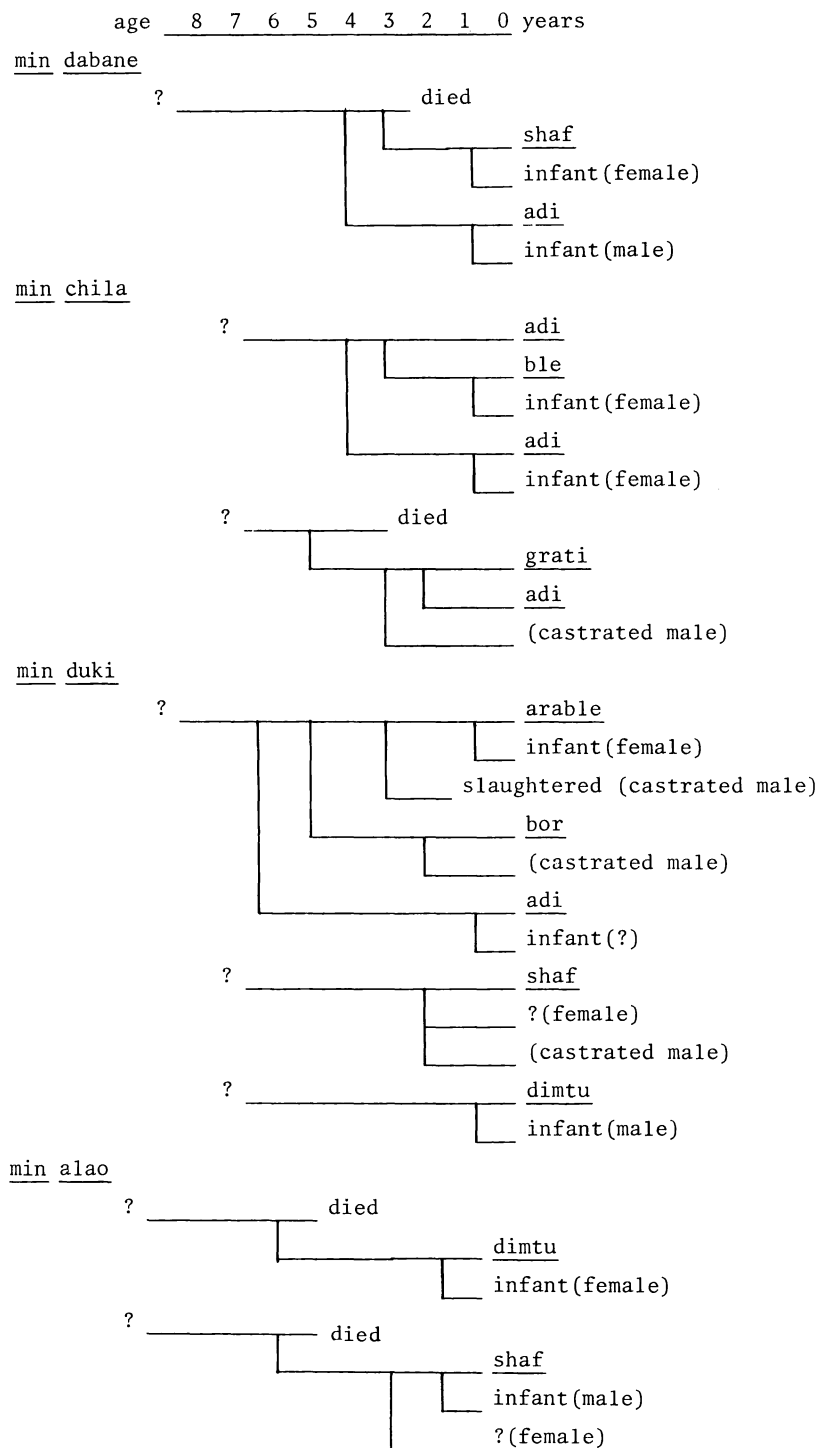 age 8 7 6 5 4 3 2 1 0 years
min dabane
? died
shaf
infant(female)
adi
infant(male)
min chila
? adi
ble
infant(female)
adi
infant(female)
? died
grati
adi
(castrated male)
min duki
? arable
infant(female)
slaughtered (castrated male)
bor
(castrated male)
adi
infant(?)
? shaf
?(female)
(castrated male)
? dimtu
infant(male)
min alao
? died
dimtu
infant(female)
? died
shaf
infant(male)
?(female)